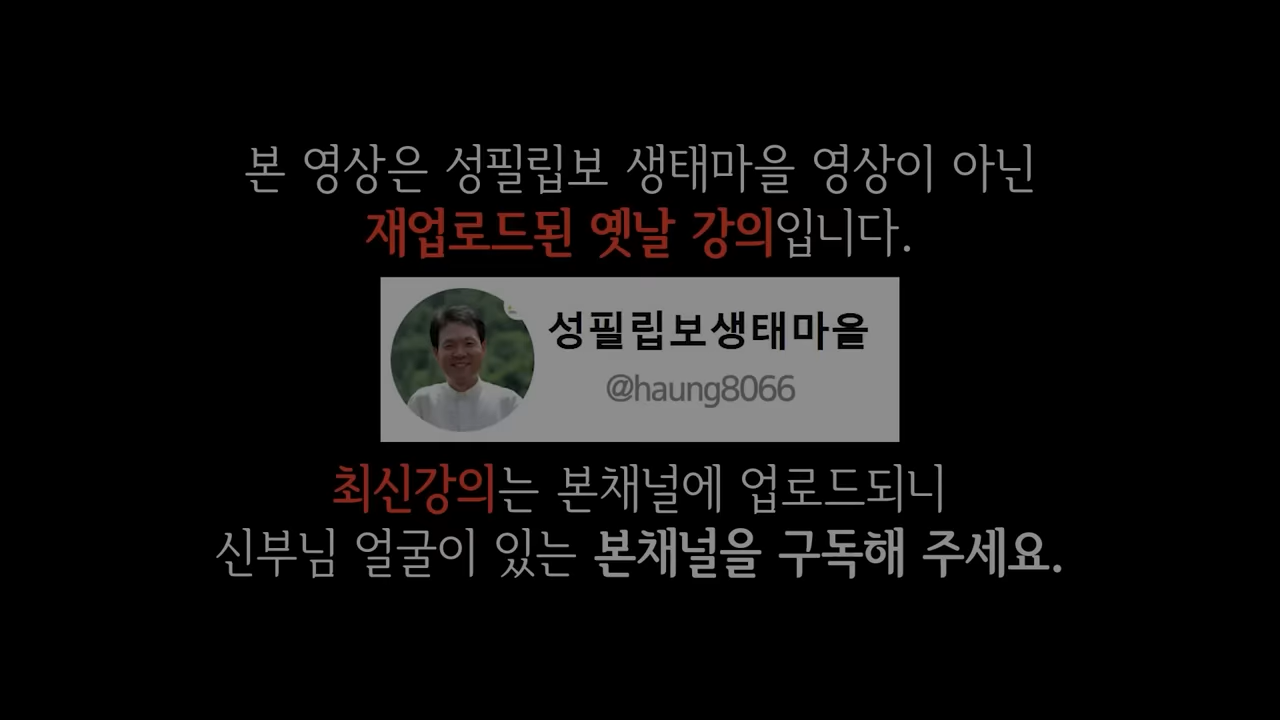 본 영상은 성필립보 생태마을 영상이 아닌
재업로드된 옛날 강의입니다.
성필립보생태마을
@haung8066
최신강의는 본채널에 업로드되니
신부님 얼굴이 있는 본채널을 구독해 주세요.